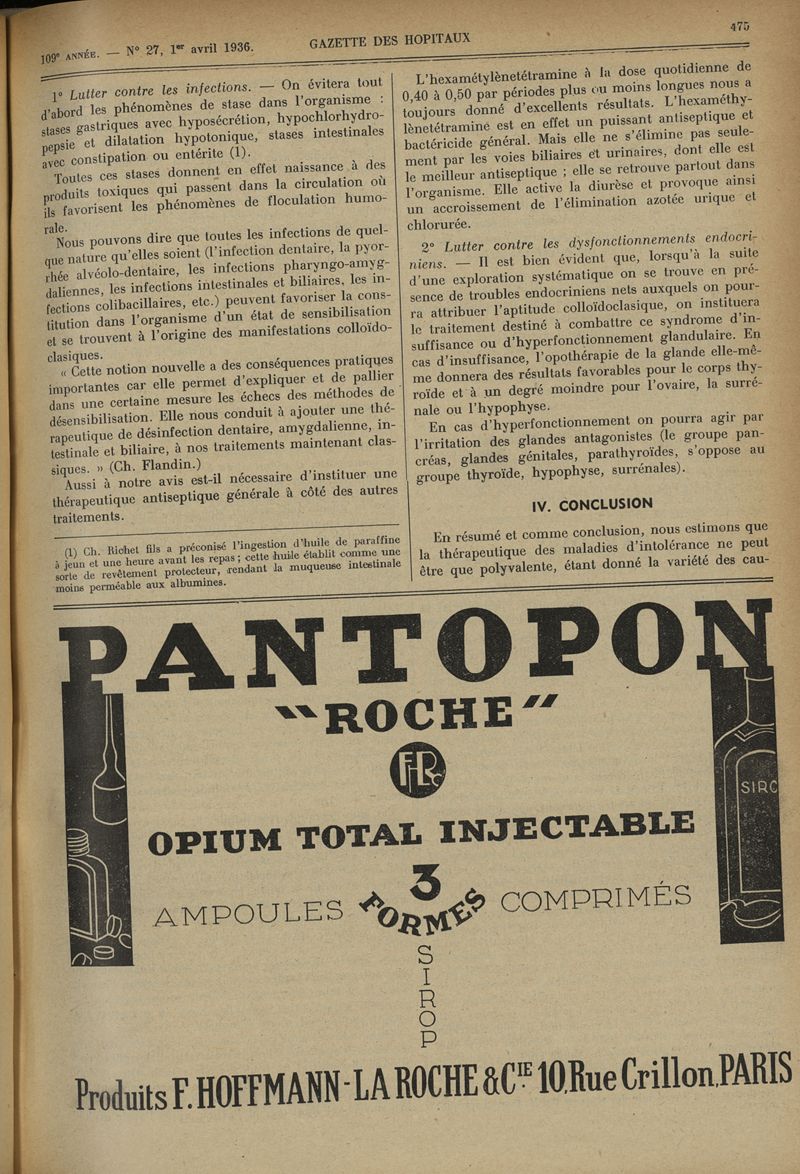 109e ANNÉE. — N° 27, 1er avril 1936.
GAZETTE DES HOPITAUX
475
1° Lutter contre les infections. — On évitera tout
d'abord les phénomènes de stase dans l'organisme :
stases gastriques avec hyposécrétion, hypochlorhydro-
pepsie et dilatation hypotonique, stases intestinales
avec constipation ou entérite (1).
Toutes ces stases donnent en effet naissance à des
produits toxiques qui passent dans la circulation où
ils favorisent les phénomènes de floculation humo-
rale.
Nous pouvons dire que toutes les infections de quel-
que nature qu'elles soient (l'infection dentaire, la pyor-
rhée alvéolo-dentaire, les infections pharyngo-amyg-
daliennes, les infections intestinales et biliaires, les in-
fections colibacillaires, etc.) peuvent favoriser la cons-
titution dans l'organisme d'un état de sensibilisation
et se trouvent à l'origine des manifestations colloïdo-
clasiques.
« Cette notion nouvelle a des conséquences pratiques
importantes car elle permet d'expliquer et de pallier
dans une certaine mesure les échecs des méthodes de
désensibilisation. Elle nous conduit à ajouter une thé-
rapeutique de désinfection dentaire, amygdalienne, in-
testinale et biliaire, à nos traitements maintenant clas-
siques. » (Ch. Flandin.)
Aussi à notre avis est-il nécessaire d'instituer une
thérapeutique antiseptique générale à côté des autres
traitements.
(1) Ch. Richet fils a préconisé l'ingestion d'huile de paraffine
à jeun et une heure avant les repas ; cette huile établit comme une
sorte de revêtement protecteur, rendant la muqueuse intestinale
moins perméable aux albumines.
L'hexamétylènetétramine à la dose quotidienne de
0,40 à 0,50 par périodes plus ou moins longues nous a
toujours donné d'excellents résultats. L'hexaméthy-
lènetétramine est en effet un puissant antiseptique et
bactéricide général. Mais elle ne s'élimine pas seule-
ment par les voies biliaires et urinaires, dont elle est
le meilleur antiseptique ; elle se retrouve partout dans
l'organisme. Elle active la diurèse et provoque ainsi
un accroissement de l'élimination azotée urique et
chlorurée.
2° Lutter contre les dysfonctionnements endocri-
niens. — Il est bien évident que, lorsqu'à la suite
d'une exploration systématique on se trouve en pré-
sence de troubles endocriniens nets auxquels on pour-
ra attribuer l'aptitude colloïdoclasique, on instituera
le traitement destiné à combattre ce syndrome d'in-
suffisance ou d'hyperfonctionnement glandulaire. En
cas d'insuffisance, l'opothérapie de la glande elle-mê-
me donnera des résultats favorables pour le corps thy-
roïde et à un degré moindre pour l'ovaire, la surré-
nale ou l'hypophyse.
En cas d'hyperfonctionnement on pourra agir par
l'irritation des glandes antagonistes (le groupe pan-
créas, glandes génitales, parathyroïdes, s'oppose au
groupe thyroïde, hypophyse, surrénales).
IV. CONCLUSION
En résumé et comme conclusion, nous estimons que
la thérapeutique des maladies d'intolérance ne peut
être que polyvalente, étant donné la variété des cau-
PANTOPON
"ROCHE"
HLRC
SIRO
OPIUM TOTAL INJECTABLE
3
AMPOULES FORMES COMPRIMÉS
SIROP
Produits F. HOFFMANN-LA ROCHE & CIE 10, Rue Crillon, PARIS